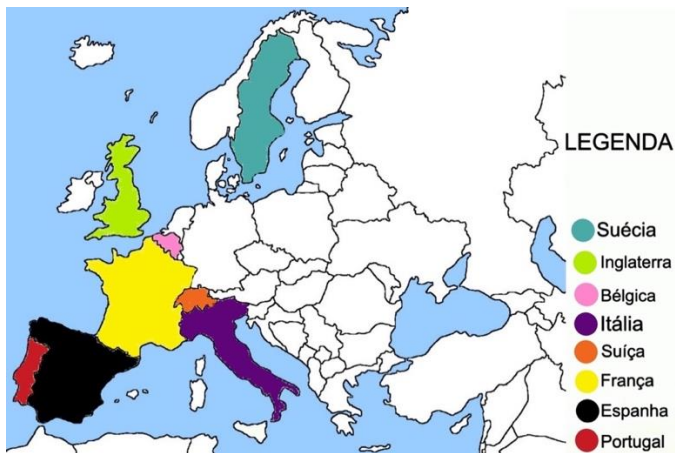 LEGENDA
Suécia
Inglaterra
Bélgica
Itália
Suíça
França
Espanha
Portugal